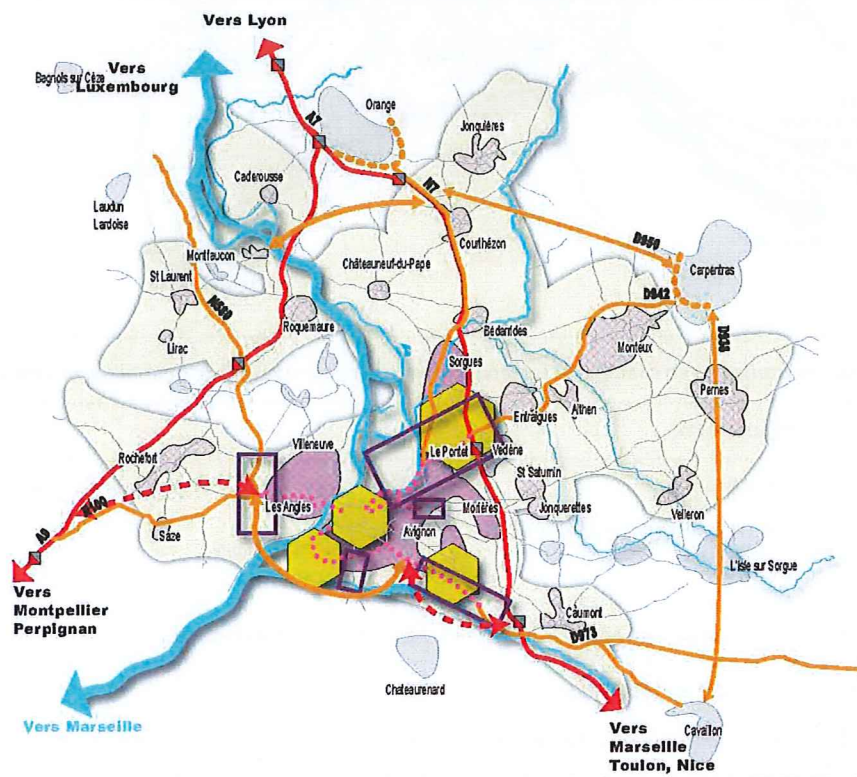 Vers Lyon
Vers
Luxembourg
Bagnols sur Cèze
Orange
A7
Jonquières
Caderousse
N7
Laudun
Lardoise
Courthézon
Montfaucon
D950
Châteauneuf-du-Pape
Carpentras
St Laurent
D942
N580
Roquemaure
Bédarrides
D938
Lirac
Monteux
Sorgues
Pernes
Entraigues
Althen
Villeneuve
Le Pontet
Vedène
Rochefort
St Saturnin
Les Angles
Morières
Jonquerettes
Velleron
N100
Avignon
Saze
A9
L'Isle sur Sorgue
Vers
Montpellier
Perpignan
Caumont
D973
Chateaurenard
Vers Marseille
Vers
Marseille
Toulon, Nice
Cavaillon